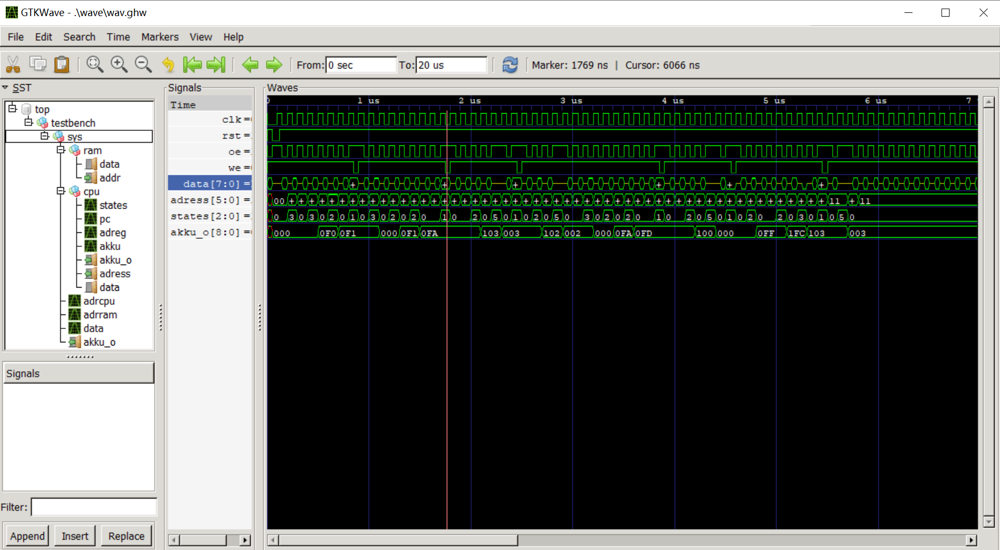 GTKWave - .\wave\wav.ghw
File Edit Search Time Markers View Help
From: 0 sec To: 20 us Marker: 1769 ns | Cursor: 6066 ns
SST
top
testbench
sys
ram
data
addr
cpu
states
pc
adreg
akku
akku_o
adress
data
adrcpu
adrram
data
akku_o
Signals
Filter:
Append Insert Replace
Signals
Time
clk =
rst =
oe =
we =
data[7:0] =
adress[5:0] =
states[2:0] =
akku_o[8:0] =
Waves
0 1 us 2 us 3 us 4 us 5 us 6 us 7
+ + + + + +
00 + + + + + + + + + + + + + + + + + + + + + + + + + + + + + + + + + + + + + + + + + + + + + + + + + + + + + 11 + 11
0 3 0 3 0 2 0 1 0 3 0 2 0 2 0 1 0 2 0 5 0 1 0 2 0 5 0 3 0 2 0 2 0 1 0 2 0 5 0 1 0 2 0 2 0 3 0 1 0 5 0
000 0F0 0F1 000 0F1 0FA 103 003 102 002 000 0FA 0FD 100 000 0FF 1FC 103 003